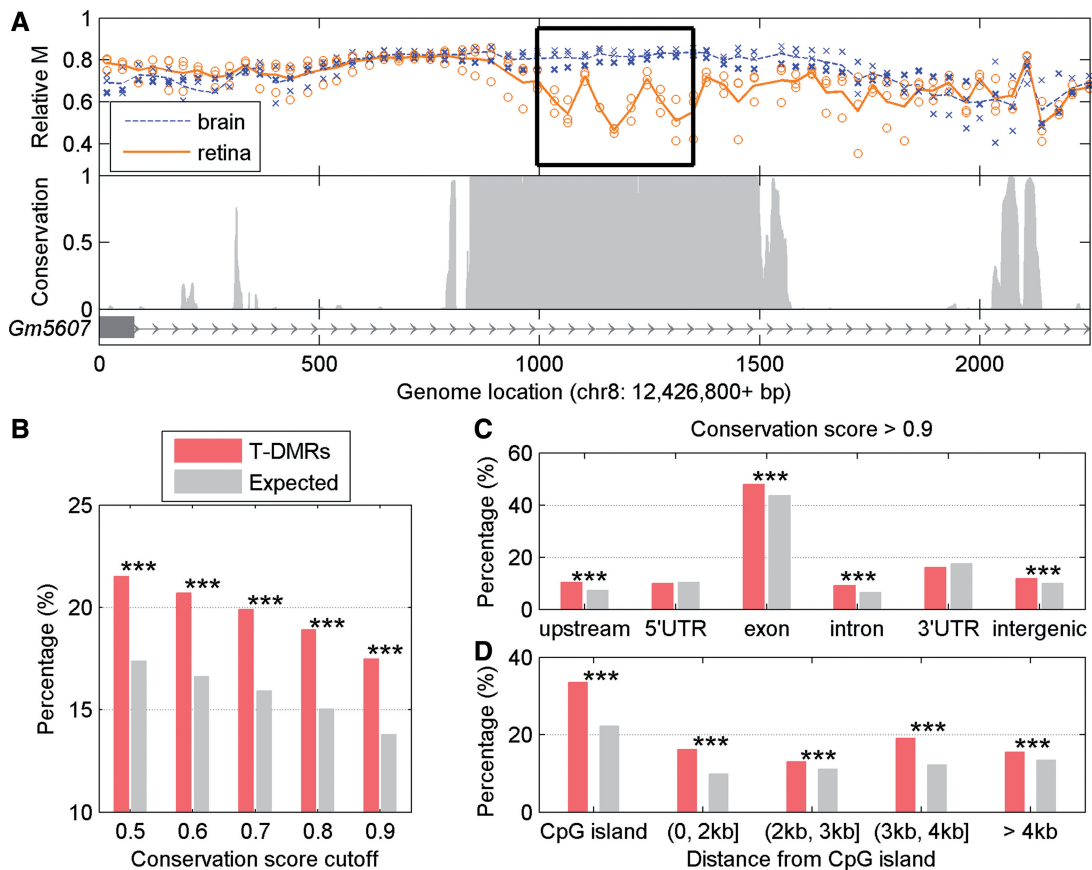 A
Relative M
1
0.8
0.6
0.4
brain
retina
Conservation
1
0.5
0
Gm5607
0 500 1000 1500 2000
Genome location (chr8: 12,426,800+ bp)
B
T-DMRs
Expected
Percentage (%)
25
20
15
10
***
***
***
***
***
0.5 0.6 0.7 0.8 0.9
Conservation score cutoff
C
Conservation score > 0.9
Percentage (%)
60
40
20
0
*** *** *** ***
upstream 5'UTR exon intron 3'UTR intergenic
D
Percentage (%)
40
20
0
*** *** *** *** ***
CpG island (0, 2kb] (2kb, 3kb] (3kb, 4kb] > 4kb
Distance from CpG island